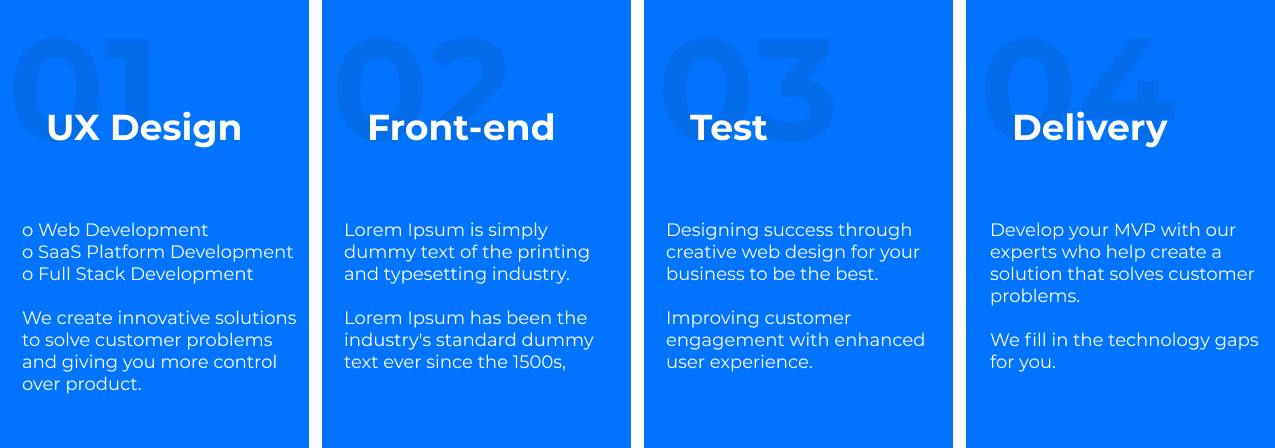 01
UX Design
o Web Development
o SaaS Platform Development
o Full Stack Development
We create innovative solutions
to solve customer problems
and giving you more control
over product.
02
Front-end
Lorem Ipsum is simply
dummy text of the printing
and typesetting industry.
Lorem Ipsum has been the
industry's standard dummy
text ever since the 1500s,
03
Test
Designing success through
creative web design for your
business to be the best.
Improving customer
engagement with enhanced
user experience.
04
Delivery
Develop your MVP with our
experts who help create a
solution that solves customer
problems.
We fill in the technology gaps
for you.